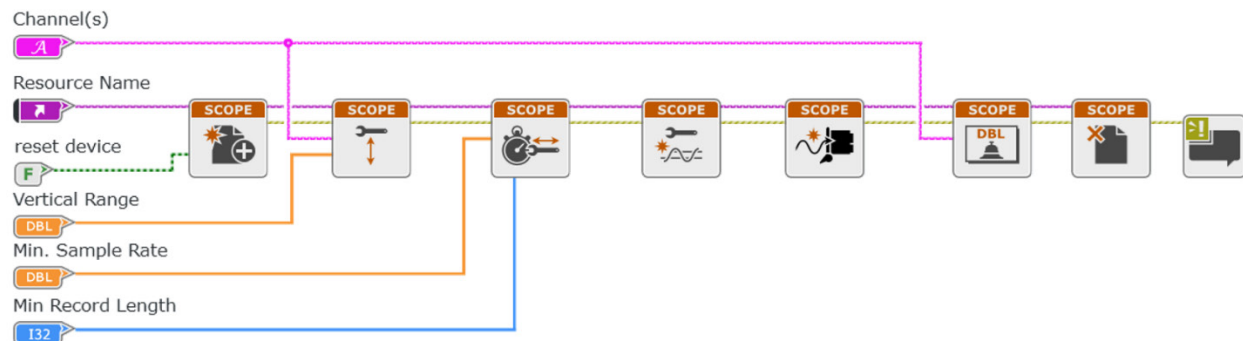 Channel(s)
A
Resource Name
SCOPE SCOPE SCOPE SCOPE SCOPE SCOPE SCOPE
reset device
F
DBL
Vertical Range
DBL
Min. Sample Rate
DBL
Min Record Length
I32